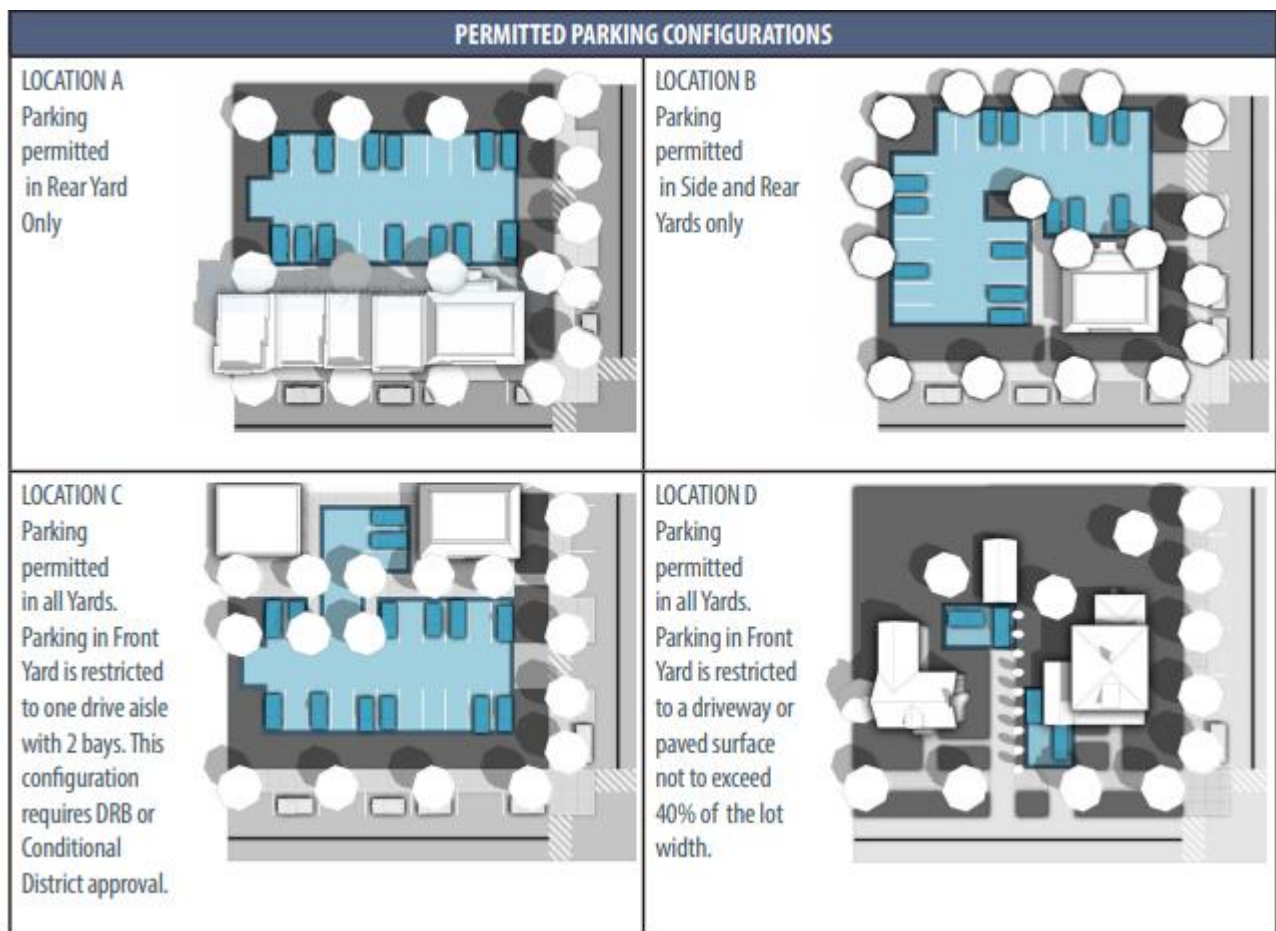 PERMITTED PARKING CONFIGURATIONS
LOCATION A
Parking
permitted
in Rear Yard
Only
LOCATION B
Parking
permitted
in Side and Rear
Yards only
LOCATION C
Parking
permitted
in all Yards.
Parking in Front
Yard is restricted
to one drive aisle
with 2 bays. This
configuration
requires DRB or
Conditional
District approval.
LOCATION D
Parking
permitted
in all Yards.
Parking in Front
Yard is restricted
to a driveway or
paved surface
not to exceed
40% of the lot
width.